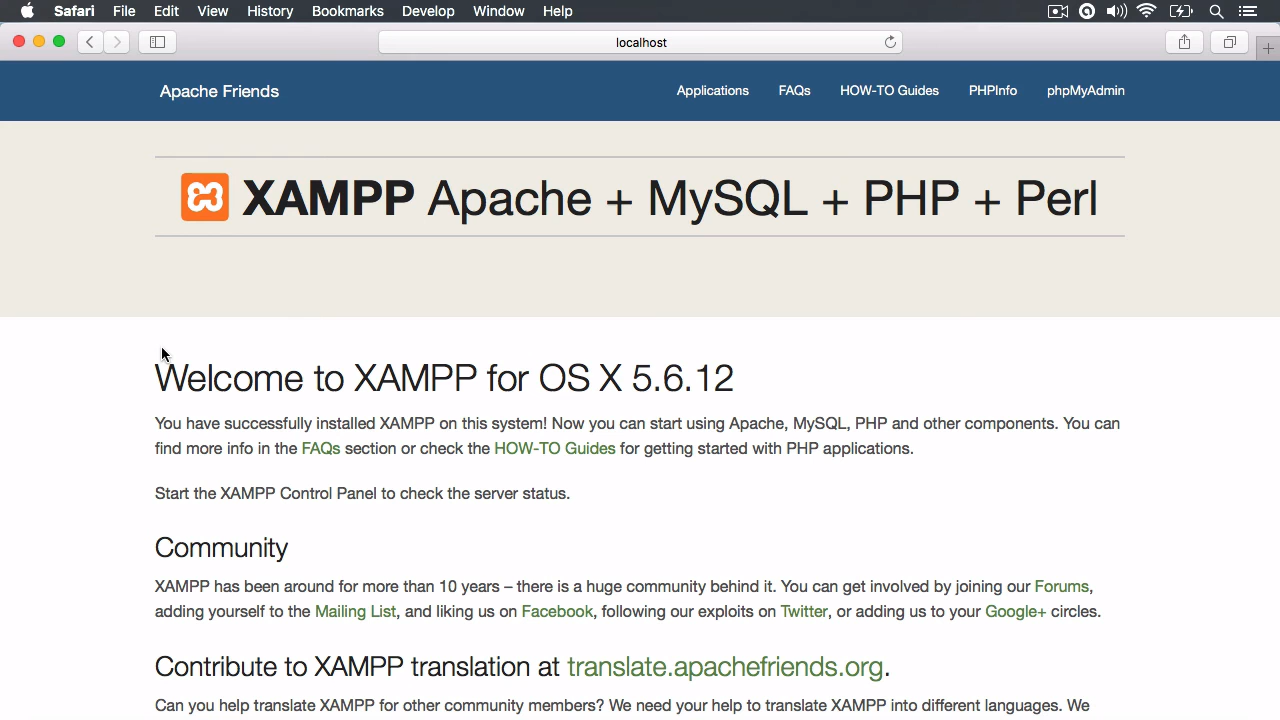 Safari File Edit View History Bookmarks Develop Window Help
localhost
Apache Friends Applications FAQs HOW-TO Guides PHPInfo phpMyAdmin
XAMPP Apache + MySQL + PHP + Perl
Welcome to XAMPP for OS X 5.6.12
You have successfully installed XAMPP on this system! Now you can start using Apache, MySQL, PHP and other components. You can
find more info in the FAQs section or check the HOW-TO Guides for getting started with PHP applications.
Start the XAMPP Control Panel to check the server status.
Community
XAMPP has been around for more than 10 years – there is a huge community behind it. You can get involved by joining our Forums,
adding yourself to the Mailing List, and liking us on Facebook, following our exploits on Twitter, or adding us to your Google+ circles.
Contribute to XAMPP translation at translate.apachefriends.org.
Can you help translate XAMPP for other community members? We need your help to translate XAMPP into different languages. We